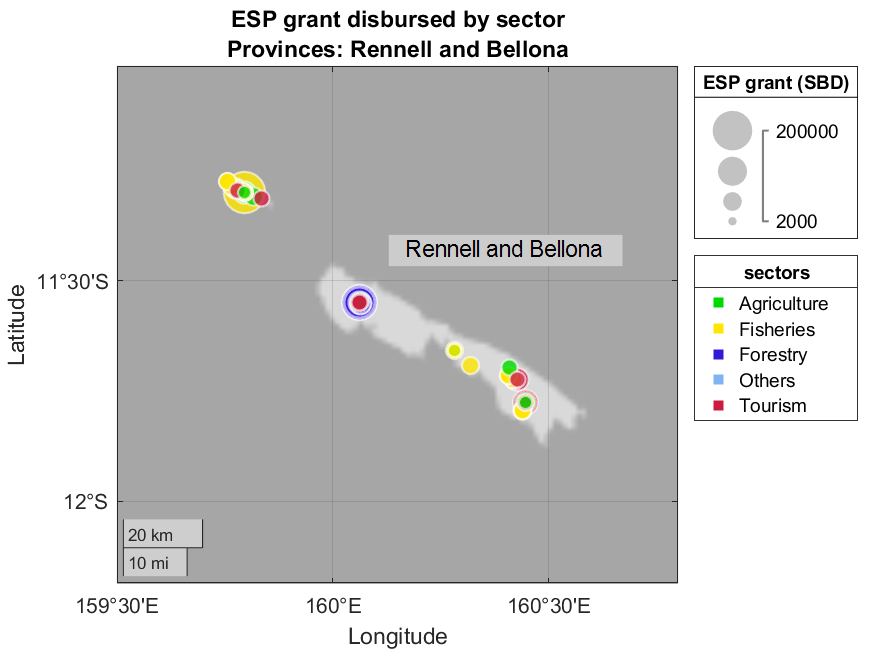 ESP grant disbursed by sector
Provinces: Rennell and Bellona
ESP grant (SBD)
200000
2000
Rennell and Bellona
sectors
Agriculture
Fisheries
Forestry
Others
Tourism
Latitude
11°30'S
12°S
20 km
10 mi
159°30'E
160°E
160°30'E
Longitude